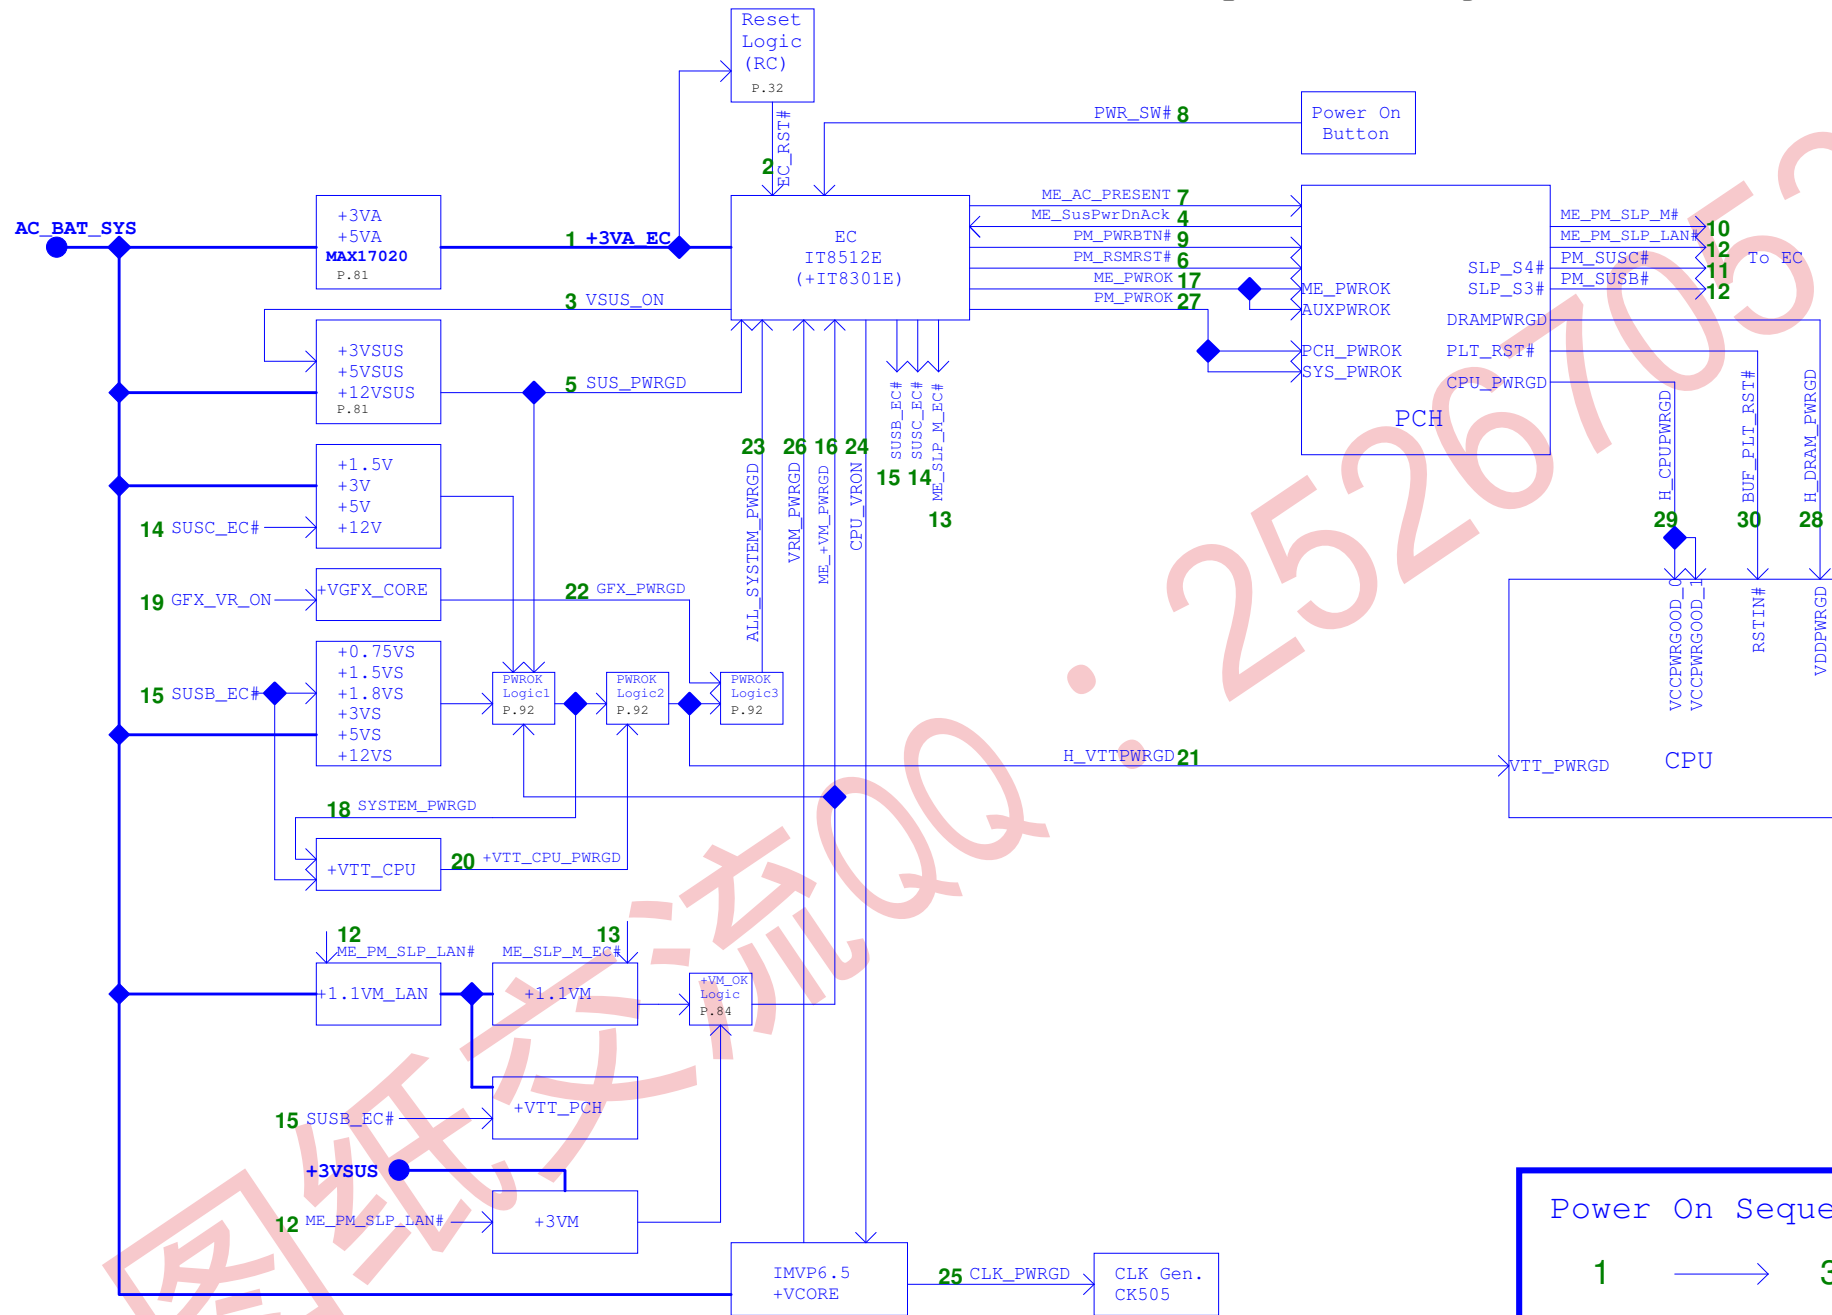 Reset
Logic
(RC)
P.32
EC_RST#
2
PWR_SW# 8
Power On
Button
AC_BAT_SYS
+3VA
+5VA
MAX17020
P.81
1 +3VA_EC
EC
IT8512E
(+IT8301E)
ME_AC_PRESENT 7
ME_SusPwrDnAck 4
PM_PWRBTN# 9
PM_RSMRST# 6
ME_PWROK 17
PM_PWROK 27
ME_PWROK
AUXPWROK
PCH_PWROK
SYS_PWROK
SLP_S4#
SLP_S3#
DRAMPWRGD
PLT_RST#
CPU_PWRGD
PCH
ME_PM_SLP_M# 10
ME_PM_SLP_LAN# 12
PM_SUSC# 11
PM_SUSB# 12
To EC
3 VSUS_ON
+3VSUS
+5VSUS
+12VSUS
P.81
5 SUS_PWRGD
+1.5V
+3V
+5V
+12V
14 SUSC_EC#
23 ALL_SYSTEM_PWRGD
26 VRM_PWRGD
16 ME_+VM_PWRGD
24 CPU_VRON
15 SUSB_EC#
14 SUSC_EC#
13 ME_SLP_M_EC#
H_CPUPWRGD
29
BUF_PLT_RST#
30
H_DRAM_PWRGD
28
19 GFX_VR_ON
+VGFX_CORE
22 GFX_PWRGD
15 SUSB_EC#
+0.75VS
+1.5VS
+1.8VS
+3VS
+5VS
+12VS
PWROK
Logic1
P.92
PWROK
Logic2
P.92
PWROK
Logic3
P.92
VCCPWRGOOD_0
VCCPWRGOOD_1
RSTIN#
VDDPWRGD
H_VTTPWRGD 21
VTT_PWRGD
CPU
18 SYSTEM_PWRGD
+VTT_CPU
20 +VTT_CPU_PWRGD
12
ME_PM_SLP_LAN#
13
ME_SLP_M_EC#
+1.1VM_LAN
+1.1VM
+VM_OK
Logic
P.84
15 SUSB_EC#
+VTT_PCH
+3VSUS
12 ME_PM_SLP_LAN#
+3VM
IMVP6.5
+VCORE
25 CLK_PWRGD
CLK Gen.
CK505
Power On Seque
1
图纸交流QQ：2526705